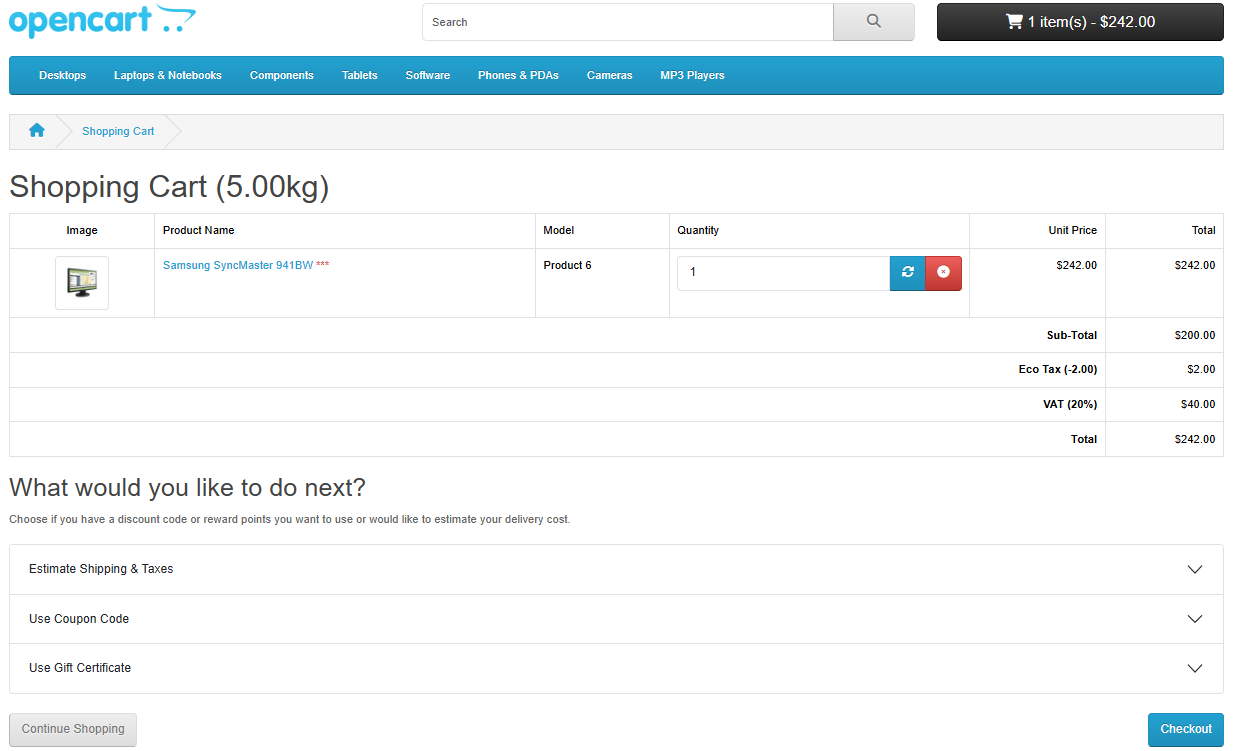 opencart
Search
1 item(s) - $242.00
Desktops Laptops & Notebooks Components Tablets Software Phones & PDAs Cameras MP3 Players
Shopping Cart
Shopping Cart (5.00kg)
Image Product Name Model Quantity Unit Price Total
Samsung SyncMaster 941BW *** Product 6 1 $242.00 $242.00
Sub-Total $200.00
Eco Tax (-2.00) $2.00
VAT (20%) $40.00
Total $242.00
What would you like to do next?
Choose if you have a discount code or reward points you want to use or would like to estimate your delivery cost.
Estimate Shipping & Taxes
Use Coupon Code
Use Gift Certificate
Continue Shopping Checkout